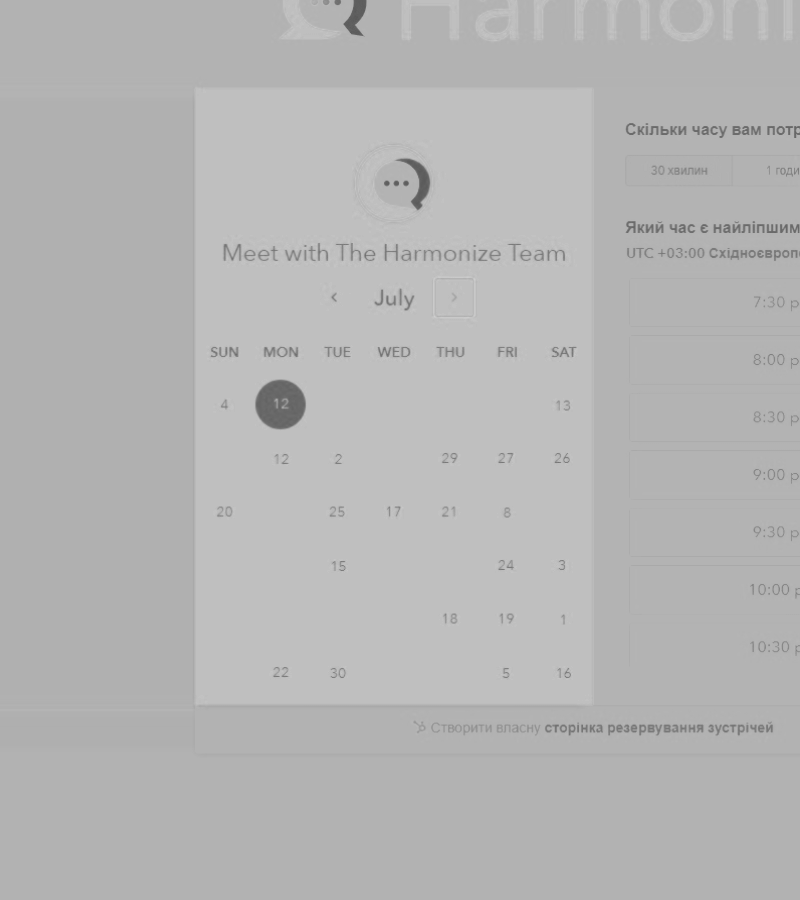 Harmoni
Meet with The Harmonize Team
July
SUN MON TUE WED THU FRI SAT
4 12 13
12 2 29 27 26
20 25 17 21 8
15 24 3
18 19 1
22 30 5 16
Скільки часу вам потр
30 хвилин 1 годи
Який час є найліпшим
UTC +03:00 Східноєвроп
7:30 p
8:00 p
8:30 p
9:00 p
9:30 p
10:00 p
10:30 p
Створити власну сторінка резервування зустрічей